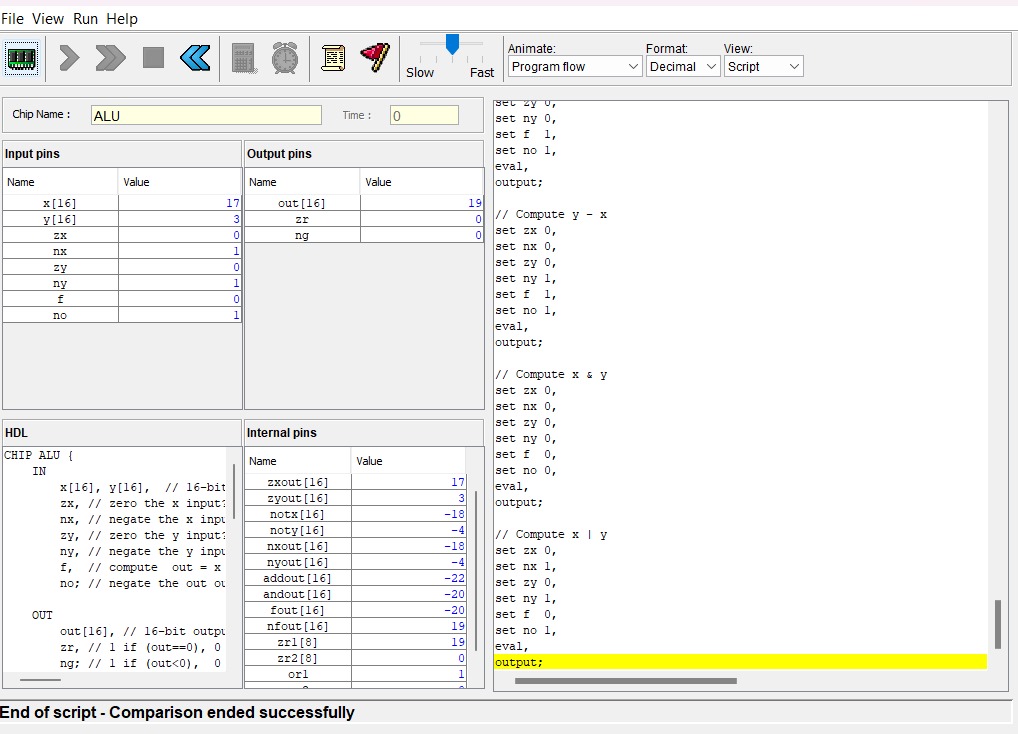 File View Run Help
Slow Fast
Animate: Format: View:
Program flow Decimal Script
Chip Name : ALU Time : 0
Input pins
Name Value
x[16] 17
y[16] 3
zx 0
nx 1
zy 0
ny 1
f 0
no 1
Output pins
Name Value
out[16] 19
zr 0
ng 0
HDL
CHIP ALU {
IN
x[16], y[16], // 16-bit
zx, // zero the x input?
nx, // negate the x inpu
zy, // zero the y input?
ny, // negate the y inpu
f, // compute out = x
no; // negate the out ou
OUT
out[16], // 16-bit outpu
zr, // 1 if (out==0), 0
ng; // 1 if (out<0), 0
Internal pins
Name Value
zxout[16] 17
zyout[16] 3
notx[16] -18
noty[16] -4
nxout[16] -18
nyout[16] -4
addout[16] -22
andout[16] -20
fout[16] -20
nfout[16] 19
zr1[8] 19
zr2[8] 0
or1 1
set zy 0,
set ny 0,
set f 1,
set no 1,
eval,
output;
// Compute y - x
set zx 0,
set nx 0,
set zy 0,
set ny 1,
set f 1,
set no 1,
eval,
output;
// Compute x & y
set zx 0,
set nx 0,
set zy 0,
set ny 0,
set f 0,
set no 0,
eval,
output;
// Compute x | y
set zx 0,
set nx 1,
set zy 0,
set ny 1,
set f 0,
set no 1,
eval,
output;
End of script - Comparison ended successfully